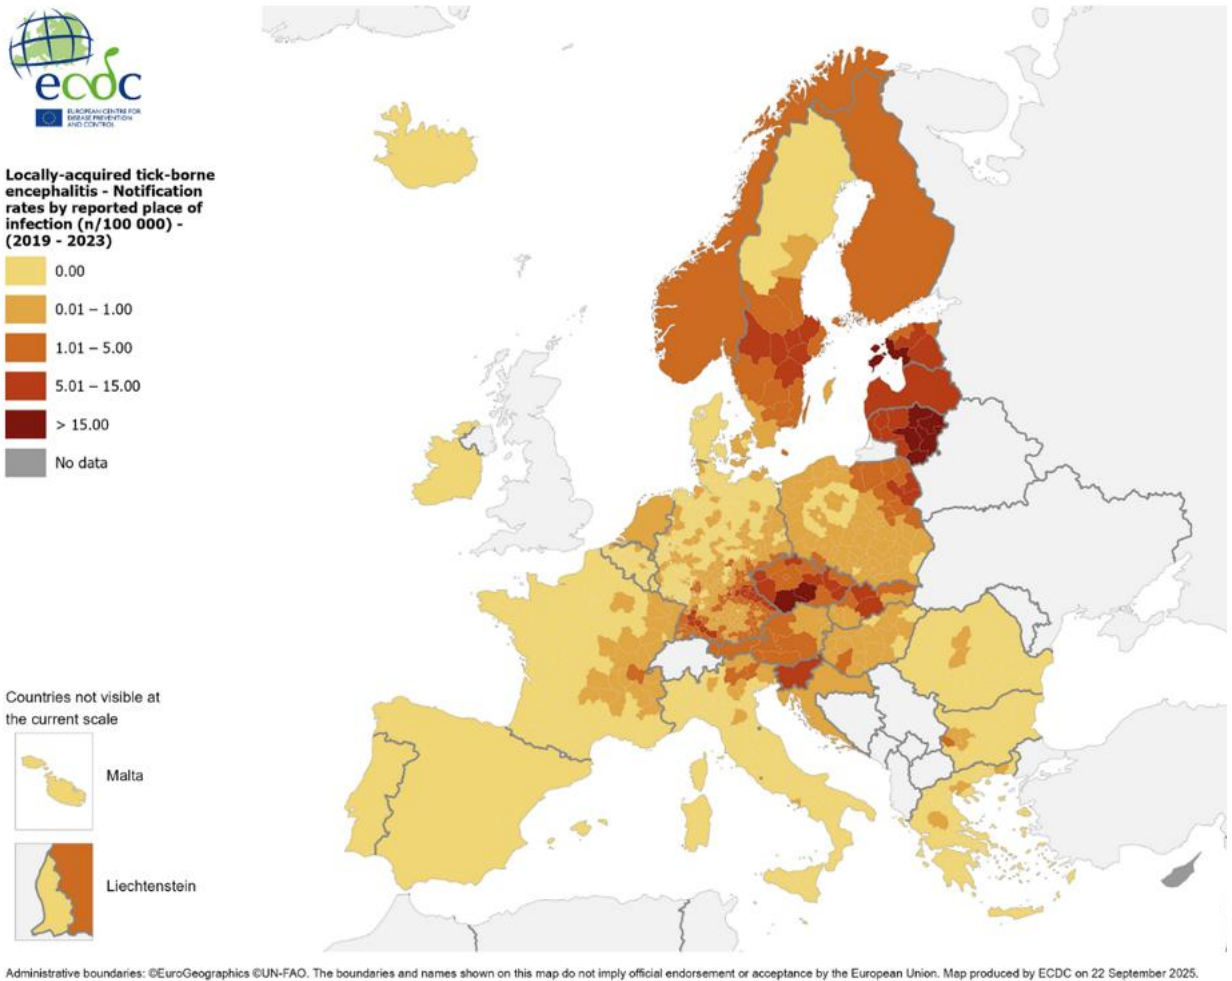 ecdc
EUROPEAN CENTRE FOR
DISEASE PREVENTION
AND CONTROL
Locally-acquired tick-borne
encephalitis - Notification
rates by reported place of
infection (n/100 000) -
(2019 - 2023)
0.00
0.01 – 1.00
1.01 – 5.00
5.01 – 15.00
> 15.00
No data
Countries not visible at
the current scale
Malta
Liechtenstein
Administrative boundaries: ©EuroGeographics ©UN-FAO. The boundaries and names shown on this map do not imply official endorsement or acceptance by the European Union. Map produced by ECDC on 22 September 2025.